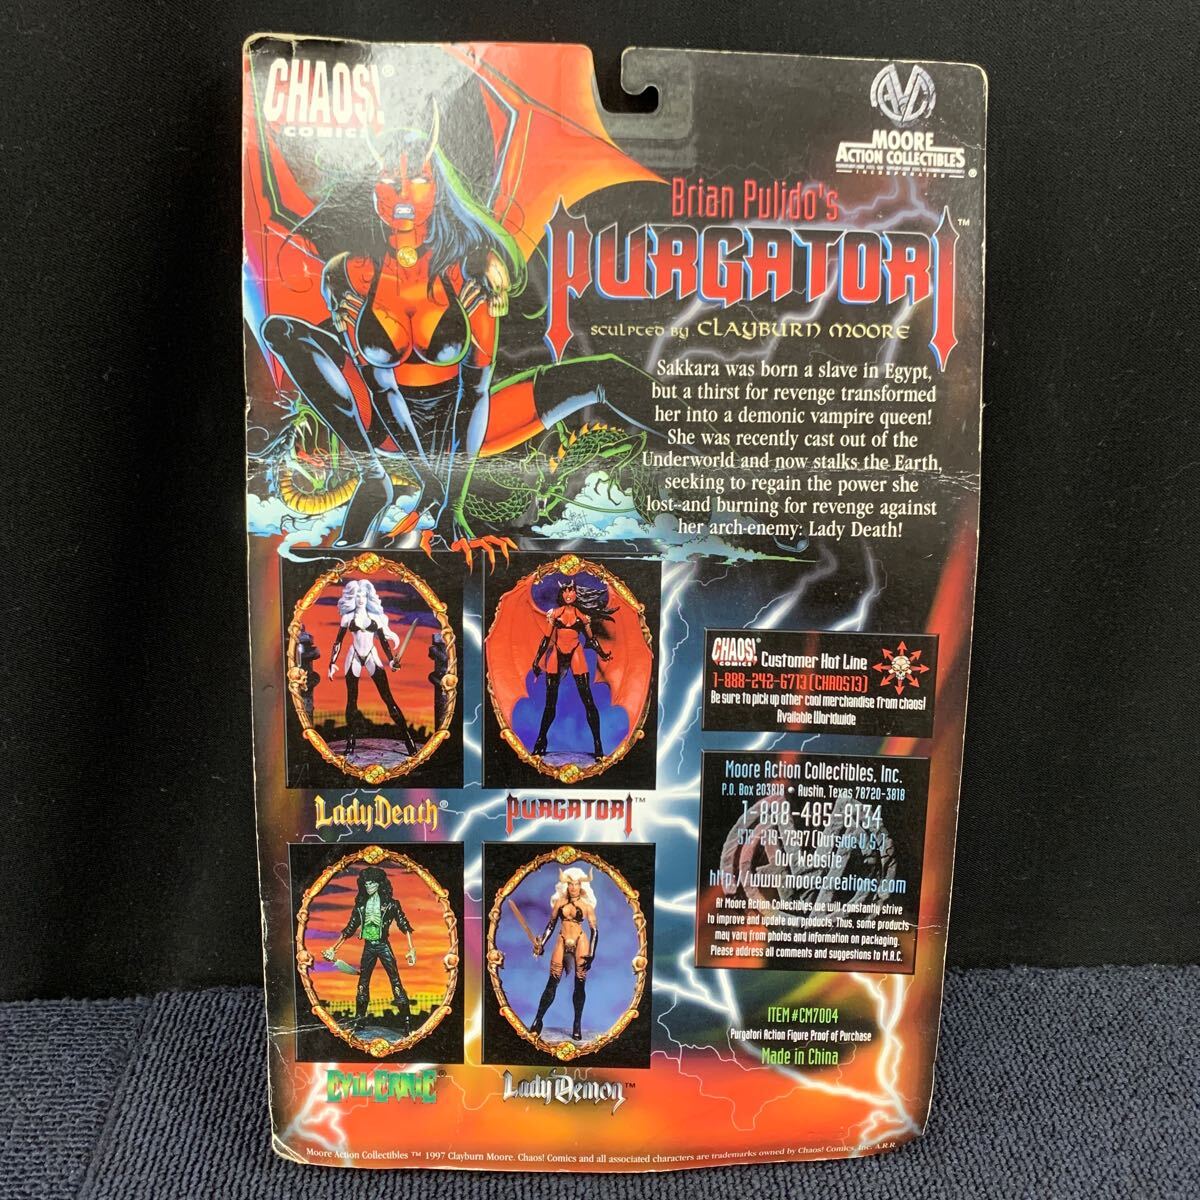 CHAOS!®
COMICS
MOORE
ACTION COLLECTIBLES
INCORPORATED ®
Brian Pulido's
PURGATORI™
SCULPTED BY CLAYBURN MOORE
Sakkara was born a slave in Egypt,
but a thirst for revenge transformed
her into a demonic vampire queen!
She was recently cast out of the
Underworld and now stalks the Earth,
seeking to regain the power she
lost--and burning for revenge against
her arch-enemy: Lady Death!
Lady Death®
PURGATORI™
EVIL ERNIE®
Lady Demon™
CHAOS!®
COMICS
Customer Hot Line
1-888-242-6713 (CHAOS13)
Be sure to pick up other cool merchandise from chaos!
Available Worldwide
Moore Action Collectibles, Inc.
P.O. Box 203818 • Austin, Texas 78720-3818
1-888-485-8134
512-219-7297 (Outside U.S.)
Our Website
http://www.moorecreations.com
At Moore Action Collectibles we will constantly strive
to improve and update our products. Thus, some products
may vary from photos and information on packaging.
Please address all comments and suggestions to M.A.C.
ITEM #CM7004
Purgatori Action Figure Proof of Purchase
Made in China
Moore Action Collectibles ™ 1997 Clayburn Moore. Chaos! Comics and all associated characters are trademarks owned by Chaos! Comics, Inc. A.R.R.